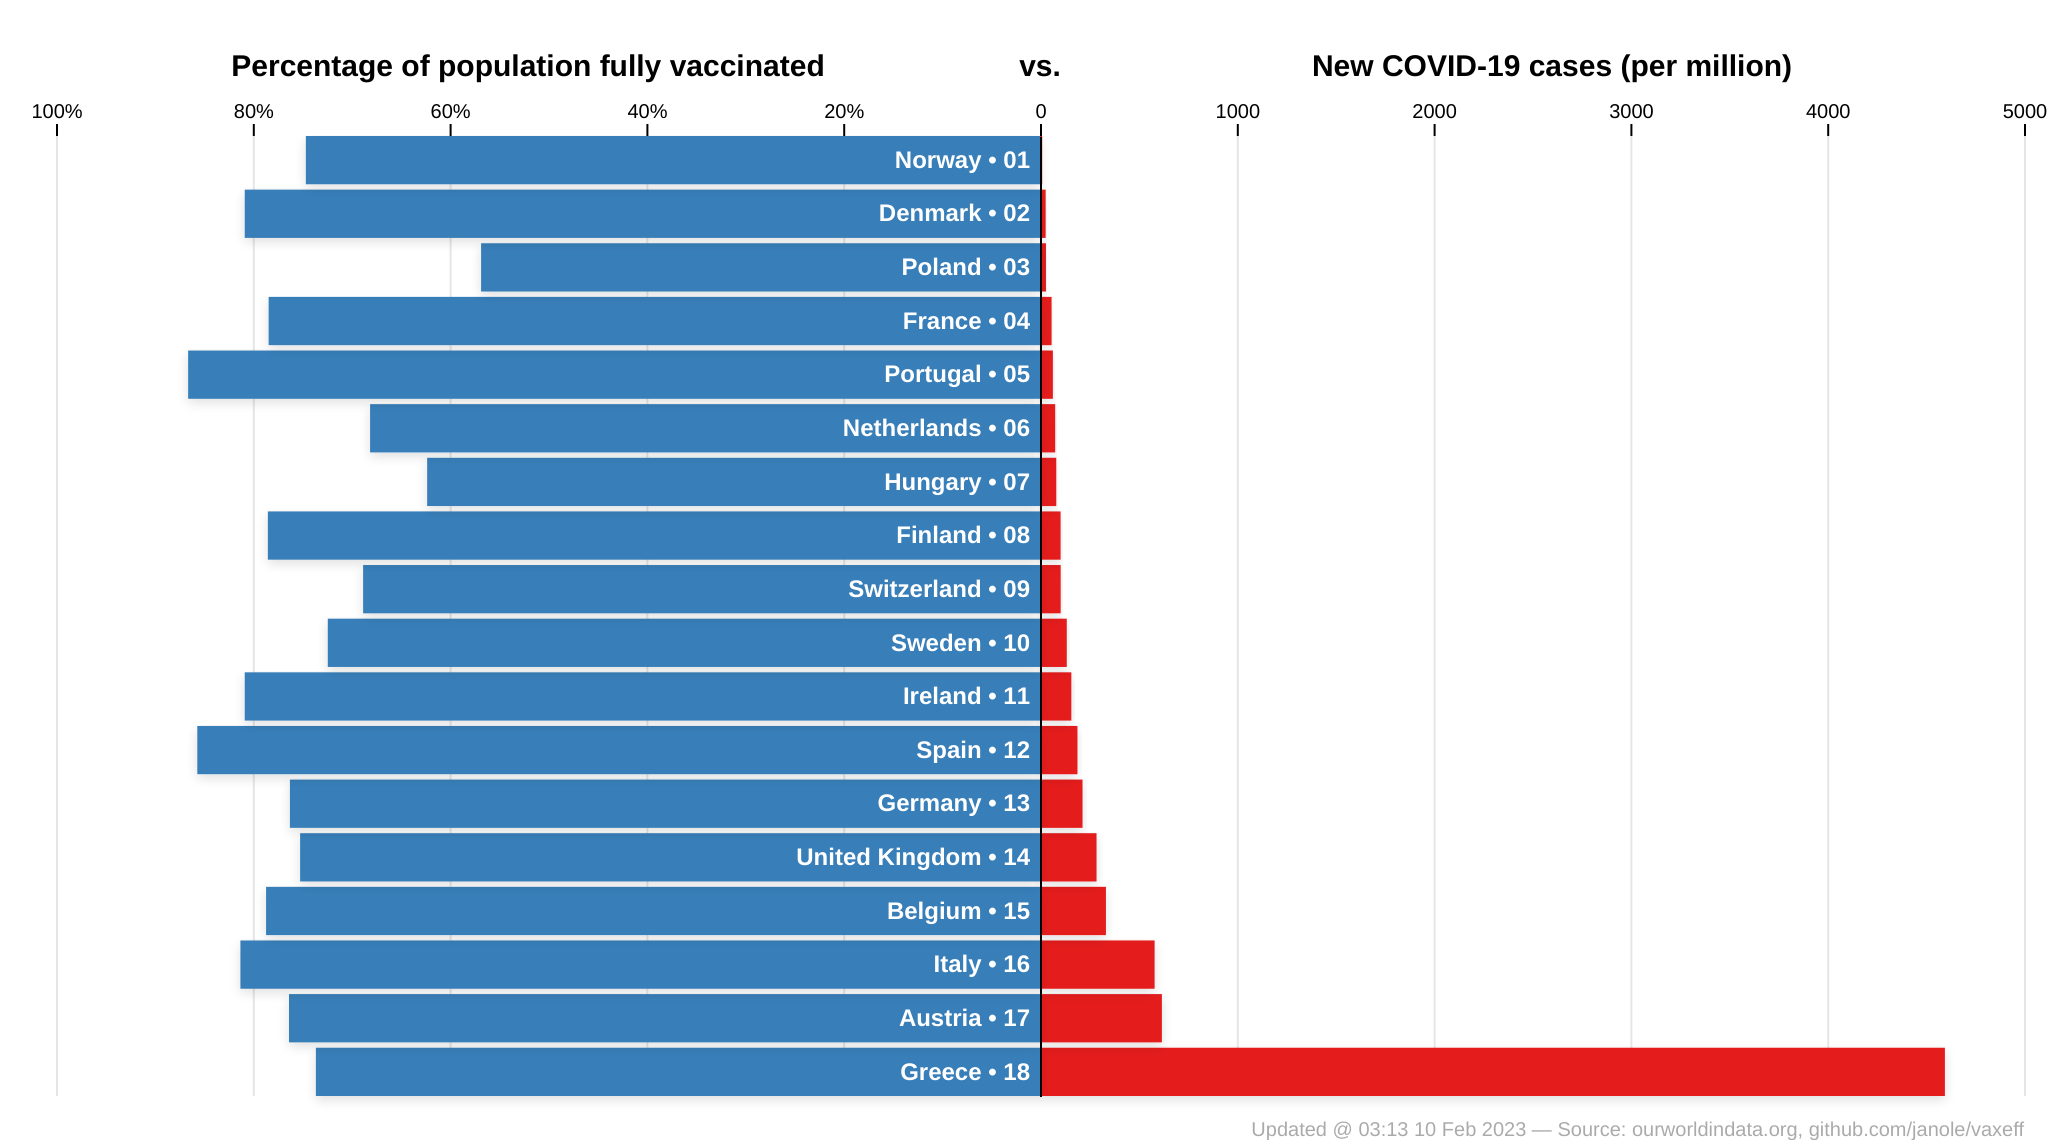 Percentage of population fully vaccinated vs. New COVID-19 cases (per million)
100% 80% 60% 40% 20% 0 1000 2000 3000 4000 5000
Norway • 01
Denmark • 02
Poland • 03
France • 04
Portugal • 05
Netherlands • 06
Hungary • 07
Finland • 08
Switzerland • 09
Sweden • 10
Ireland • 11
Spain • 12
Germany • 13
United Kingdom • 14
Belgium • 15
Italy • 16
Austria • 17
Greece • 18
Updated @ 03:13 10 Feb 2023 — Source: ourworldindata.org, github.com/janole/vaxeff